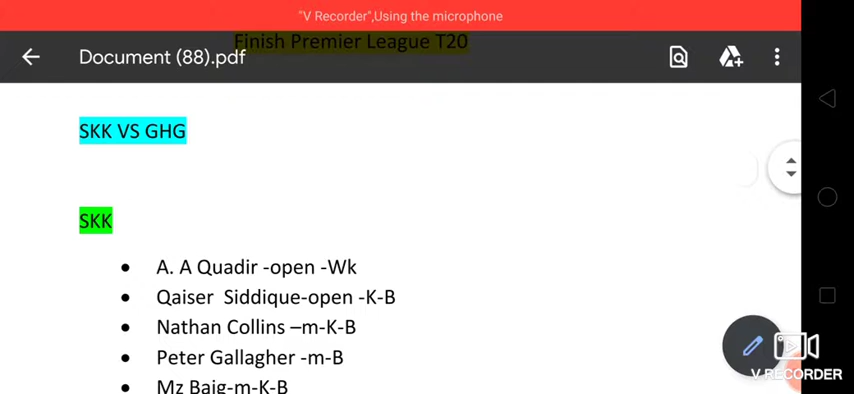 "V Recorder",Using the microphone
Finish Premier League T20
Document (88).pdf
SKK VS GHG
SKK
• A. A Quadir -open -Wk
• Qaiser Siddique-open -K-B
• Nathan Collins –m-K-B
• Peter Gallagher -m-B
• Mz Baig-m-K-B
V.RECORDER